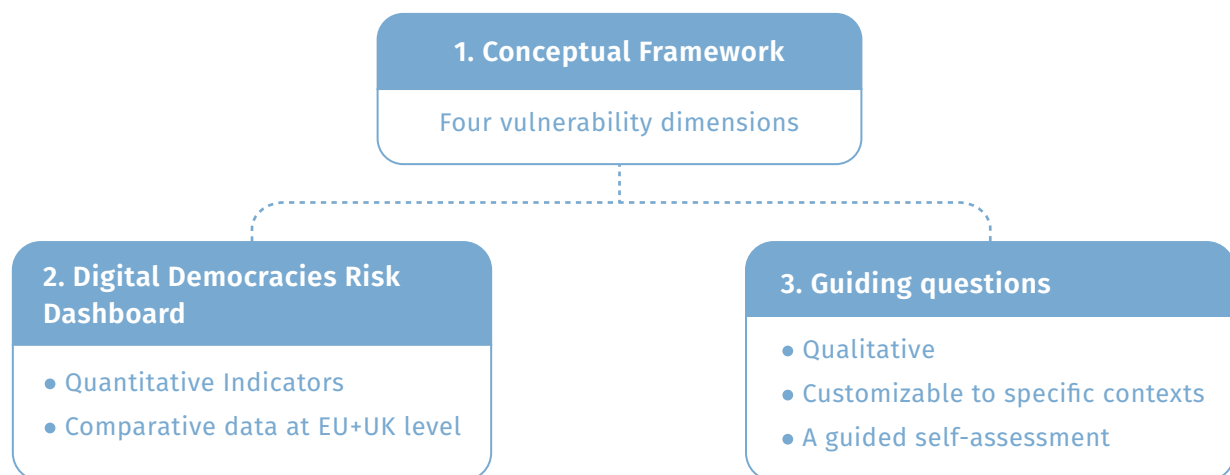 1. Conceptual Framework
Four vulnerability dimensions
2. Digital Democracies Risk
Dashboard
● Quantitative Indicators
● Comparative data at EU+UK level
3. Guiding questions
● Qualitative
● Customizable to specific contexts
● A guided self-assessment